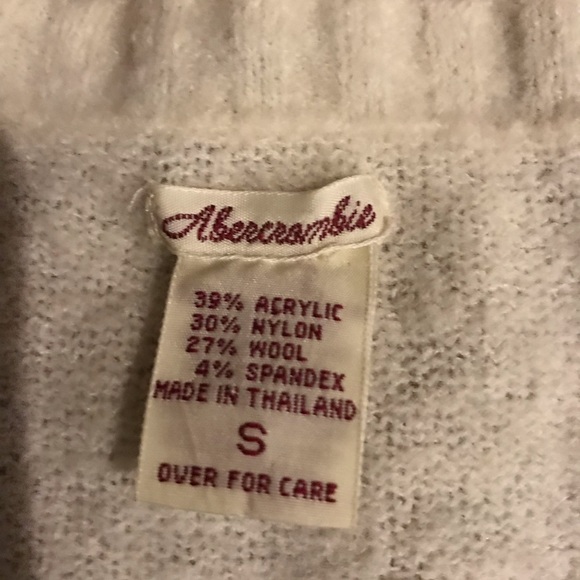 Abercrombie
39% ACRYLIC
30% NYLON
27% WOOL
4% SPANDEX
MADE IN THAILAND
S
OVER FOR CARE